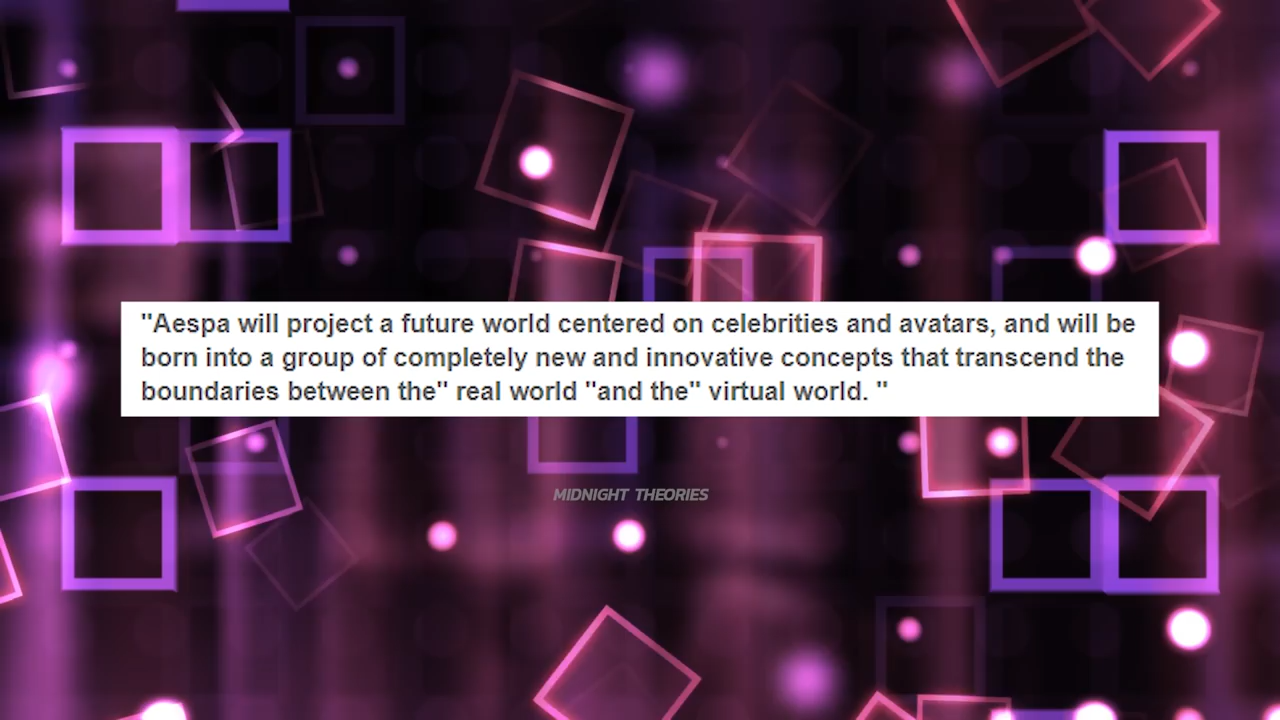 "Aespa will project a future world centered on celebrities and avatars, and will be
born into a group of completely new and innovative concepts that transcend the
boundaries between the" real world "and the" virtual world. "
MIDNIGHT THEORIES